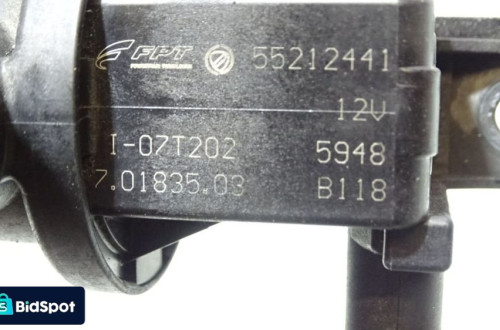 FPT 55212441
12V
I-07T202 5948
7.01835.03 B118
BidSpot